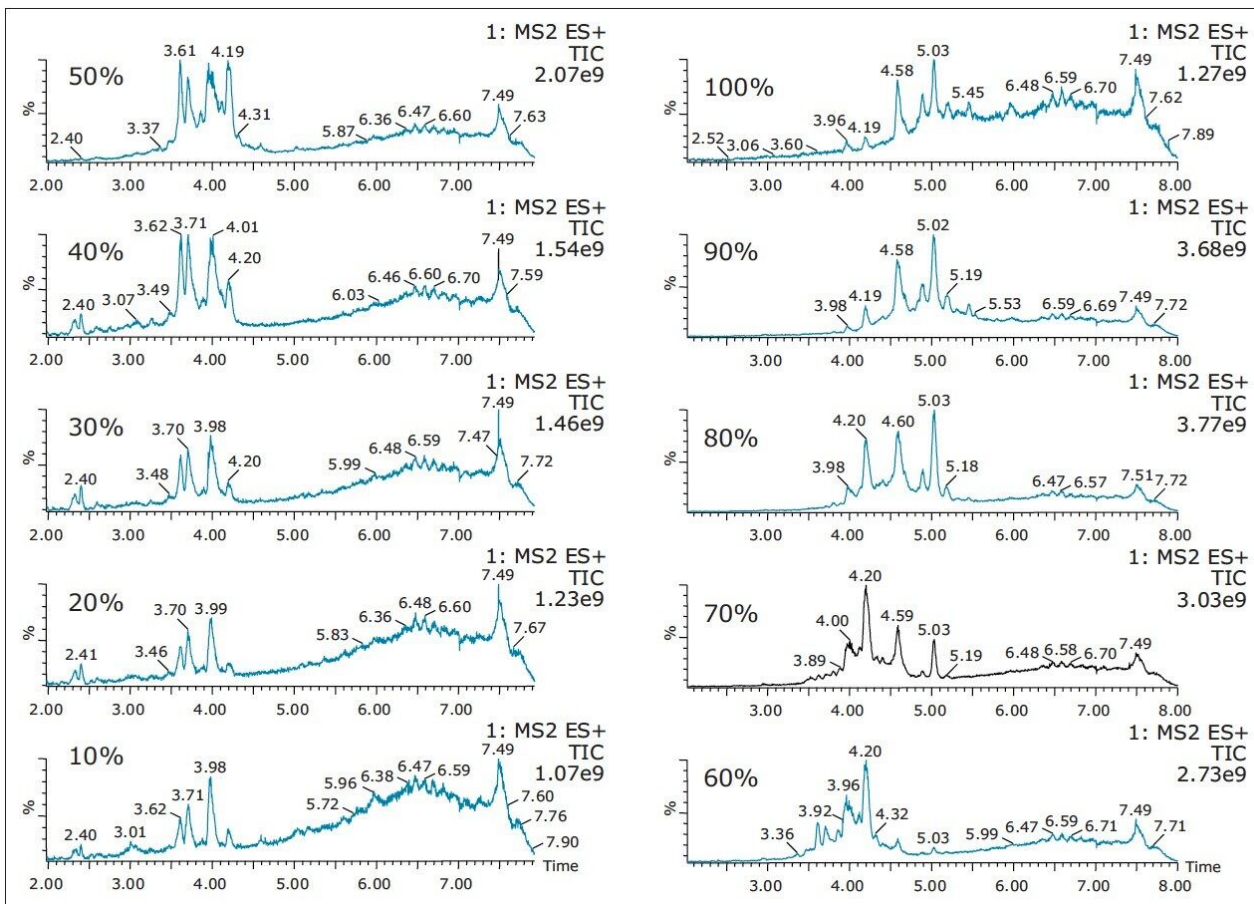 1: MS2 ES+
TIC
2.07e9
50%
3.61 4.19
2.40 3.37 4.31 5.87 6.36 6.47 6.60 7.49 7.63
%
2.00 3.00 4.00 5.00 6.00 7.00
1: MS2 ES+
TIC
1.54e9
40%
3.62 3.71 4.01
2.40 3.07 3.49 4.20 6.03 6.46 6.60 6.70 7.49 7.59
%
2.00 3.00 4.00 5.00 6.00 7.00
1: MS2 ES+
TIC
1.46e9
30%
3.70 3.98
2.40 3.48 4.20 5.99 6.48 6.59 7.47 7.49 7.72
%
2.00 3.00 4.00 5.00 6.00 7.00
1: MS2 ES+
TIC
1.23e9
20%
3.70 3.99
2.41 3.46 5.83 6.36 6.48 6.60 7.49 7.67
%
2.00 3.00 4.00 5.00 6.00 7.00
1: MS2 ES+
TIC
1.07e9
10%
3.98
2.40 3.01 3.62 3.71 5.72 5.96 6.38 6.47 6.59 7.49 7.60 7.76 7.90
%
Time
2.00 3.00 4.00 5.00 6.00 7.00
1: MS2 ES+
TIC
1.27e9
100%
2.52 3.06 3.60 3.96 4.19 4.58 5.03 5.45 6.48 6.59 6.70 7.49 7.62 7.89
%
3.00 4.00 5.00 6.00 7.00 8.00
1: MS2 ES+
TIC
3.68e9
90%
3.98 4.19 4.58 5.02 5.19 5.53 6.59 6.69 7.49 7.72
%
3.00 4.00 5.00 6.00 7.00 8.00
1: MS2 ES+
TIC
3.77e9
80%
3.98 4.20 4.60 5.03 5.18 6.47 6.57 7.51 7.72
%
3.00 4.00 5.00 6.00 7.00 8.00
1: MS2 ES+
TIC
3.03e9
70%
3.89 4.00 4.20 4.59 5.03 5.19 6.48 6.58 6.70 7.49
%
3.00 4.00 5.00 6.00 7.00 8.00
1: MS2 ES+
TIC
2.73e9
60%
3.36 3.92 3.96 4.20 4.32 5.03 5.99 6.47 6.59 6.71 7.49 7.71
%
Time
3.00 4.00 5.00 6.00 7.00 8.00